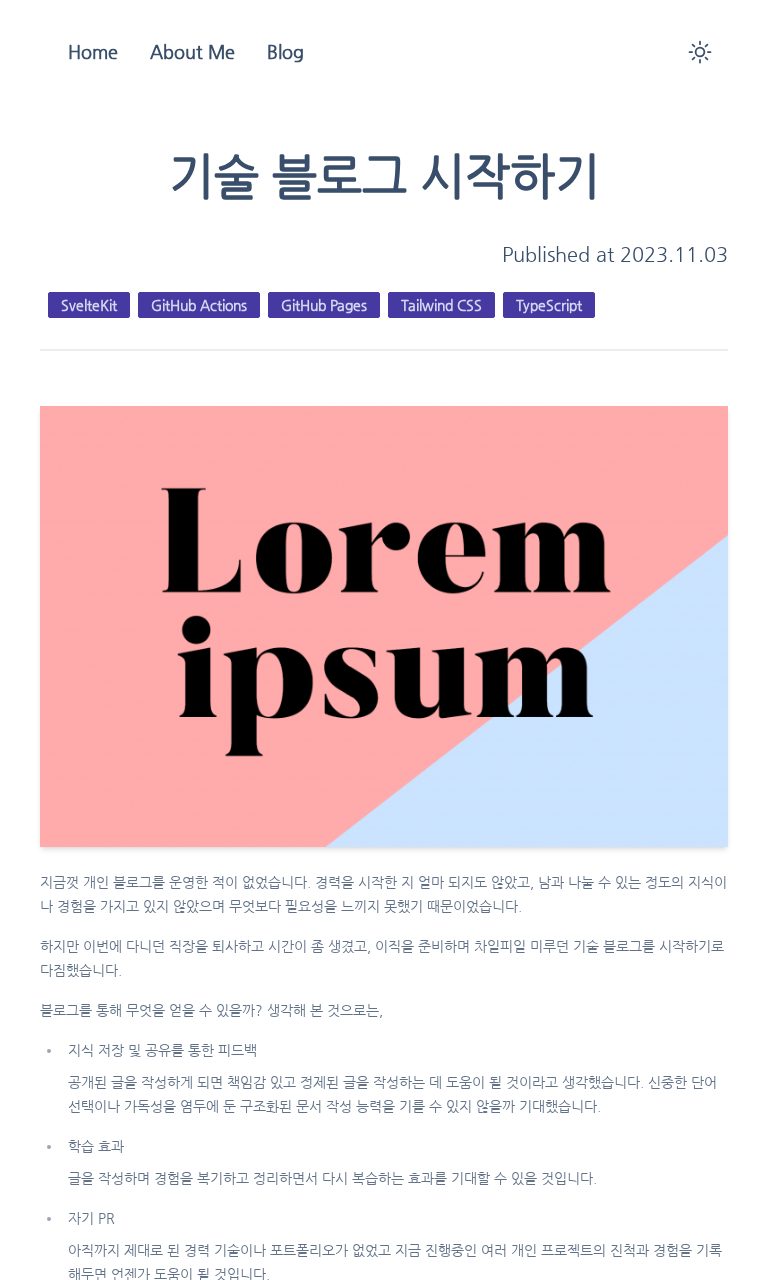 Home About Me Blog
기술 블로그 시작하기
Published at 2023.11.03
SvelteKit GitHub Actions GitHub Pages Tailwind CSS TypeScript
Lorem
ipsum
지금껏 개인 블로그를 운영한 적이 없었습니다. 경력을 시작한 지 얼마 되지도 않았고, 남과 나눌 수 있는 정도의 지식이
나 경험을 가지고 있지 않았으며 무엇보다 필요성을 느끼지 못했기 때문이었습니다.
하지만 이번에 다니던 직장을 퇴사하고 시간이 좀 생겼고, 이직을 준비하며 차일피일 미루던 기술 블로그를 시작하기로
다짐했습니다.
블로그를 통해 무엇을 얻을 수 있을까? 생각해 본 것으로는,
• 지식 저장 및 공유를 통한 피드백
공개된 글을 작성하게 되면 책임감 있고 정제된 글을 작성하는 데 도움이 될 것이라고 생각했습니다. 신중한 단어
선택이나 가독성을 염두에 둔 구조화된 문서 작성 능력을 기를 수 있지 않을까 기대했습니다.
• 학습 효과
글을 작성하며 경험을 복기하고 정리하면서 다시 복습하는 효과를 기대할 수 있을 것입니다.
• 자기 PR
아직까지 제대로 된 경력 기술이나 포트폴리오가 없었고 지금 진행중인 여러 개인 프로젝트의 진척과 경험을 기록
해두면 언젠가 도움이 될 것입니다.